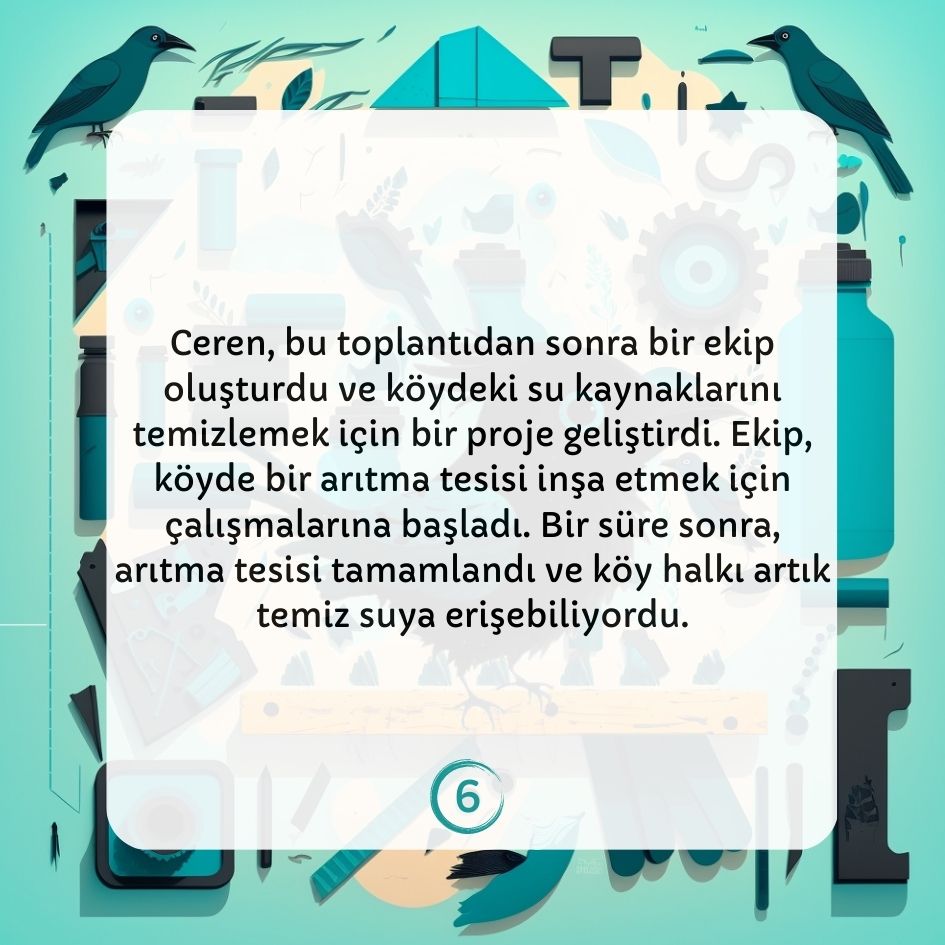 Ceren, bu toplantıdan sonra bir ekip
oluşturdu ve köydeki su kaynaklarını
temizlemek için bir proje geliştirdi. Ekip,
köyde bir arıtma tesisi inşa etmek için
çalışmalarına başladı. Bir süre sonra,
arıtma tesisi tamamlandı ve köy halkı artık
temiz suya erişebiliyordu.
6